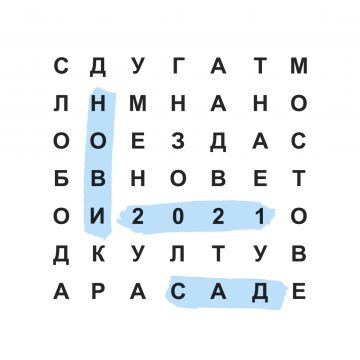 С Д У Г А Т М
Л Н М Н А Н О
О О Е З Д А С
Б В Н О В Е Т
О И 2 0 2 1 О
Д К У Л Т У В
А Р А С А Д Е